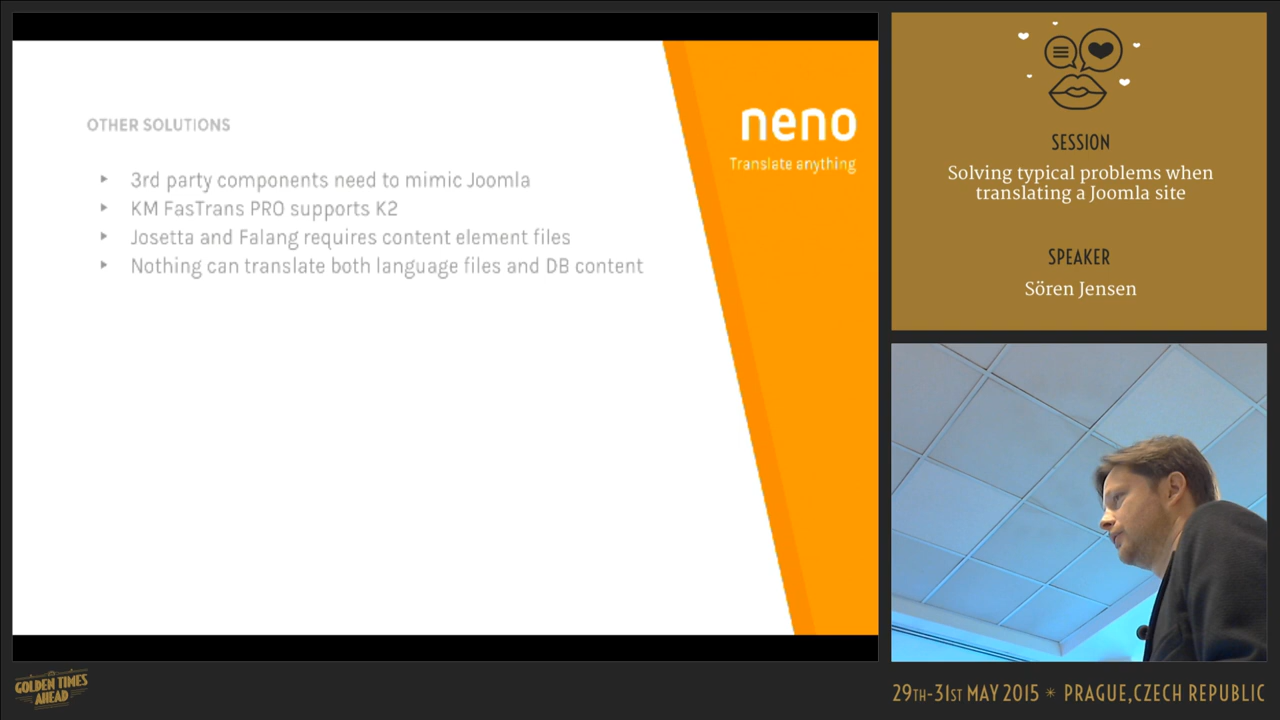 OTHER SOLUTIONS
3rd party components need to mimic Joomla
KM FasTrans PRO supports K2
Josetta and Falang requires content element files
Nothing can translate both language files and DB content
neno
Translate anything
SESSION
Solving typical problems when
translating a Joomla site
SPEAKER
Sören Jensen
GOLDEN TIMES
AHEAD
29TH-31ST MAY 2015 * PRAGUE,CZECH REPUBLIC